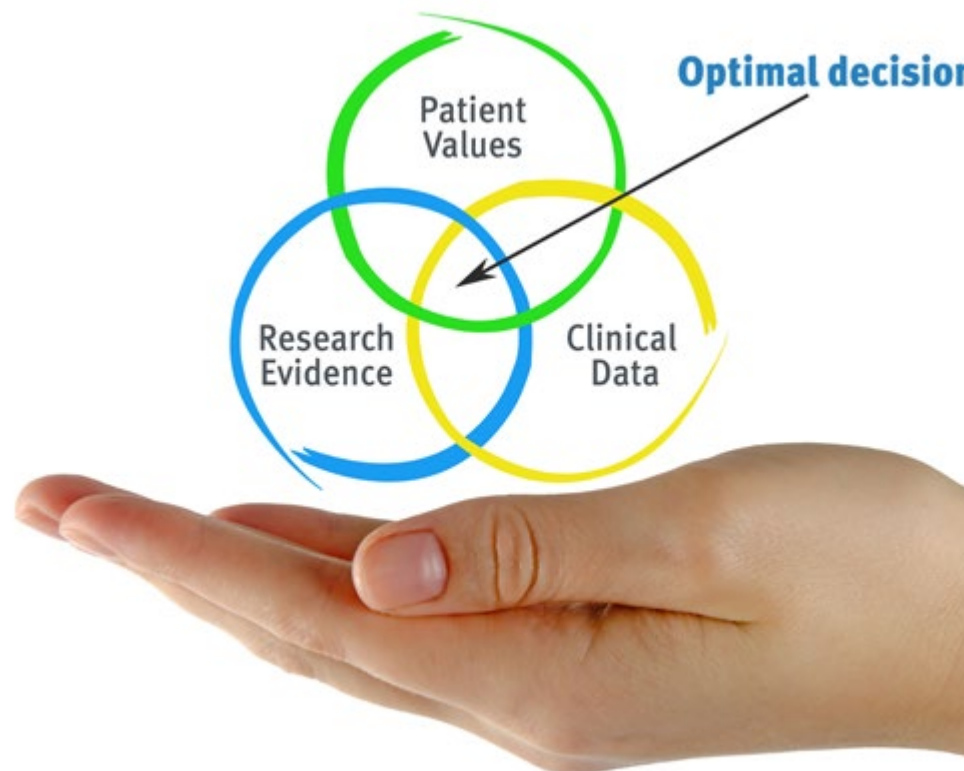 Patient
Values
Optimal decision
Research
Evidence
Clinical
Data